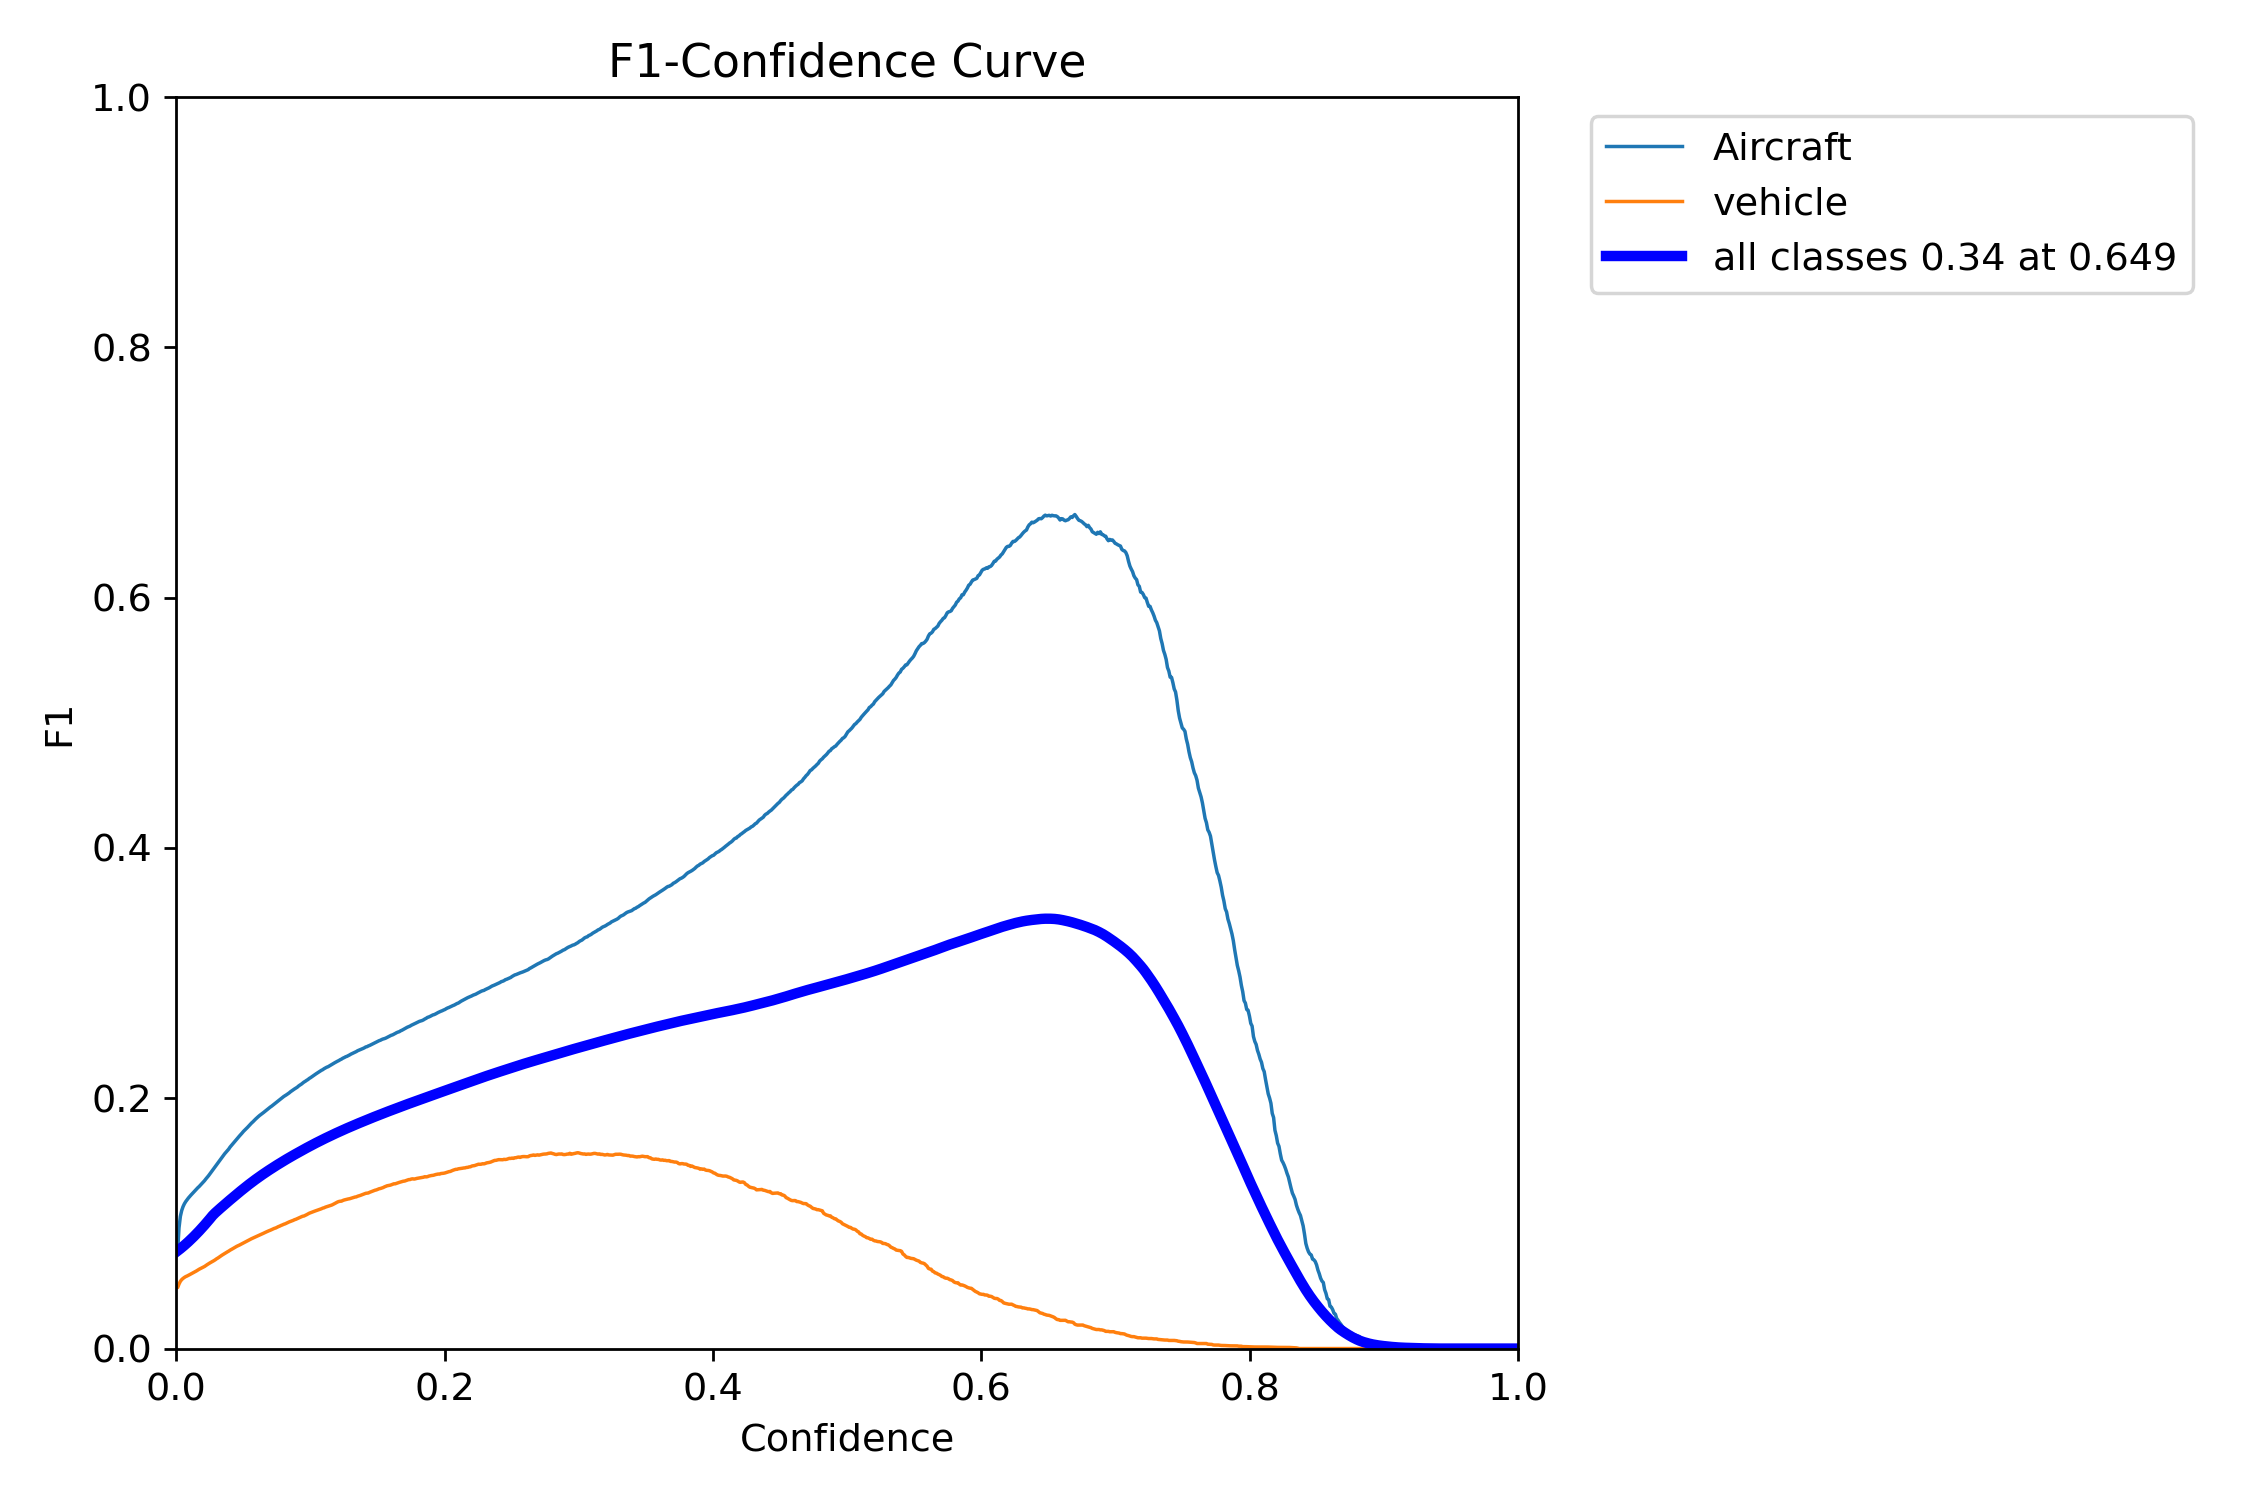 F1-Confidence Curve
1.0
0.8
0.6
0.4
0.2
0.0
F1
0.0 0.2 0.4 0.6 0.8 1.0
Confidence
Aircraft
vehicle
all classes 0.34 at 0.649